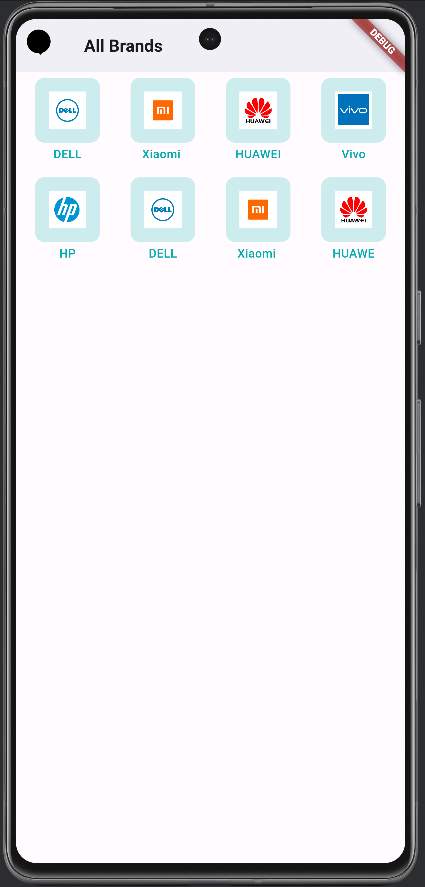 All Brands
DEBUG
DELL
mi
HUAWEI
vivo
DELL
Xiaomi
HUAWEI
Vivo
hp
DELL
mi
HUAWEI
HP
DELL
Xiaomi
HUAWE